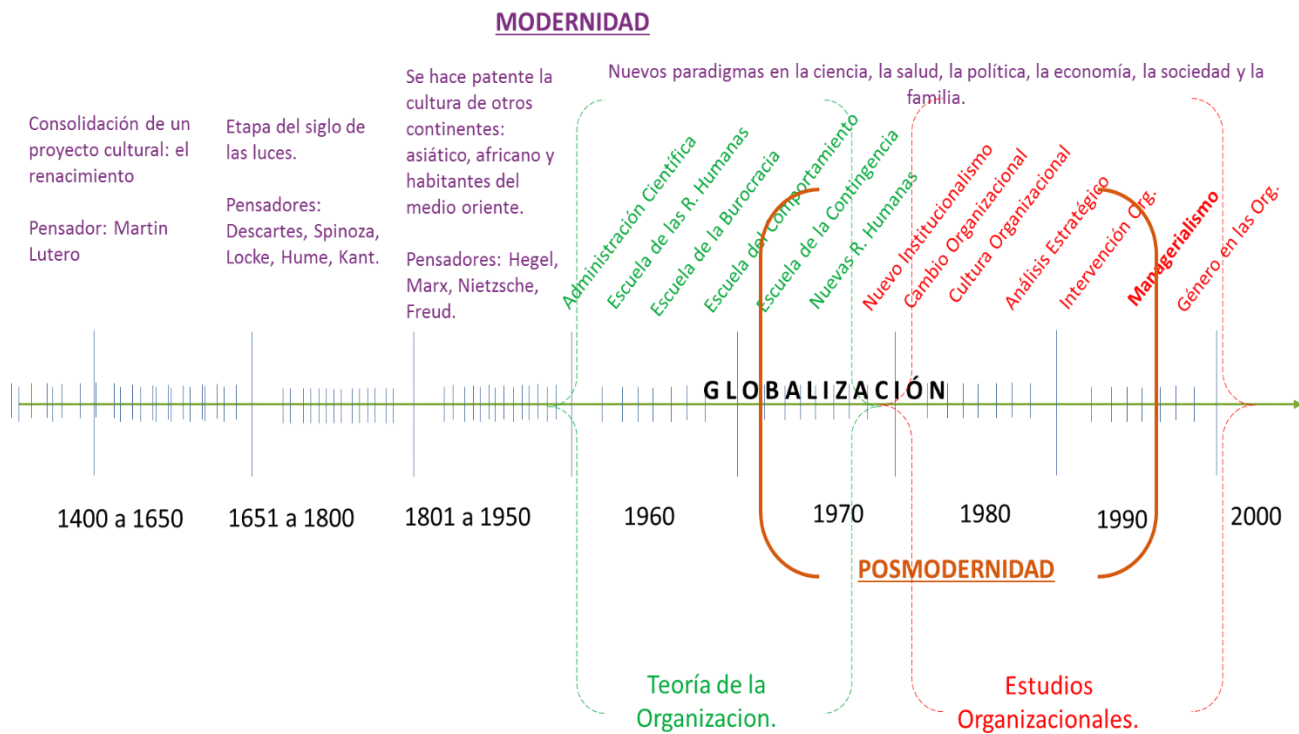 MODERNIDAD
Consolidación de un
proyecto cultural: el
renacimiento
Pensador: Martin
Lutero
Etapa del siglo de
las luces.
Pensadores:
Descartes, Spinoza,
Locke, Hume, Kant.
Se hace patente la
cultura de otros
continentes:
asiático, africano y
habitantes del
medio oriente.
Pensadores: Hegel,
Marx, Nietzsche,
Freud.
Nuevos paradigmas en la ciencia, la salud, la política, la economía, la sociedad y la
familia.
Administración Científica
Escuela de las R. Humanas
Escuela de la Burocracia
Escuela del Comportamiento
Escuela de la Contingencia
Nuevas R. Humanas
Nuevo Institucionalismo
Cambio Organizacional
Cultura Organizacional
Análisis Estratégico
Intervención Org.
Managerialismo
Género en las Org.
GLOBALIZACIÓN
1400 a 1650
1651 a 1800
1801 a 1950
1960
1970
1980
1990
2000
POSMODERNIDAD
Teoría de la
Organizacion.
Estudios
Organizacionales.